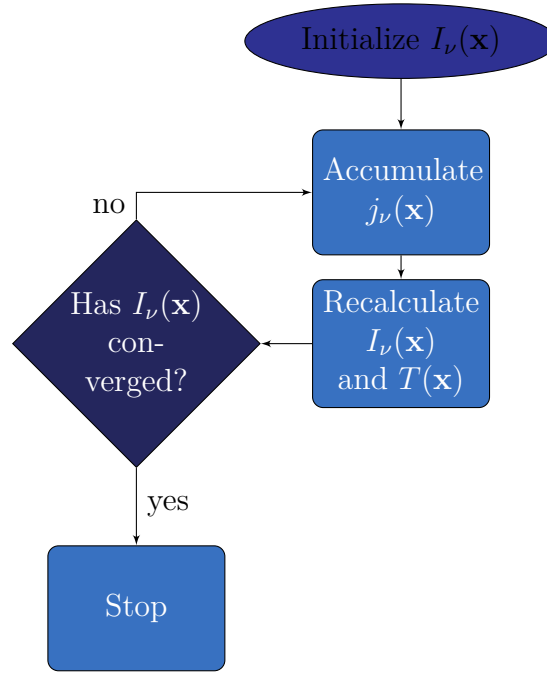 Initialize I_ν(𝐱)
Accumulate
j_ν(𝐱)
no
Recalculate
I_ν(𝐱)
and T(𝐱)
Has I_ν(𝐱)
con-
verged?
yes
Stop